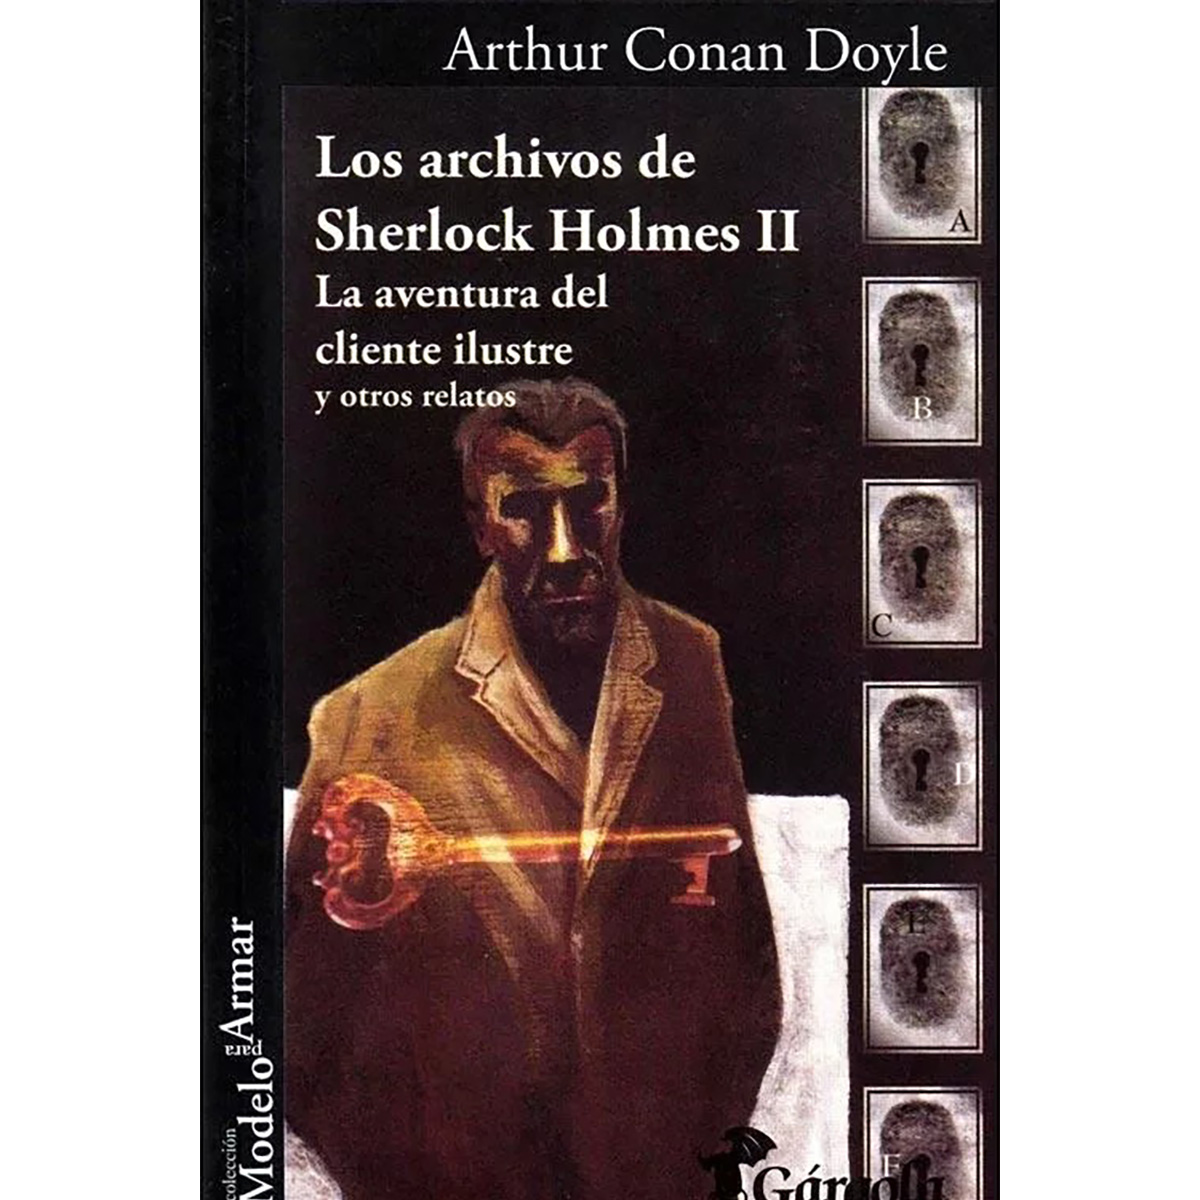 Arthur Conan Doyle
Los archivos de
Sherlock Holmes II
La aventura del
cliente ilustre
y otros relatos
A
B
C
D
E
F
colección
Modelo
para
Armar